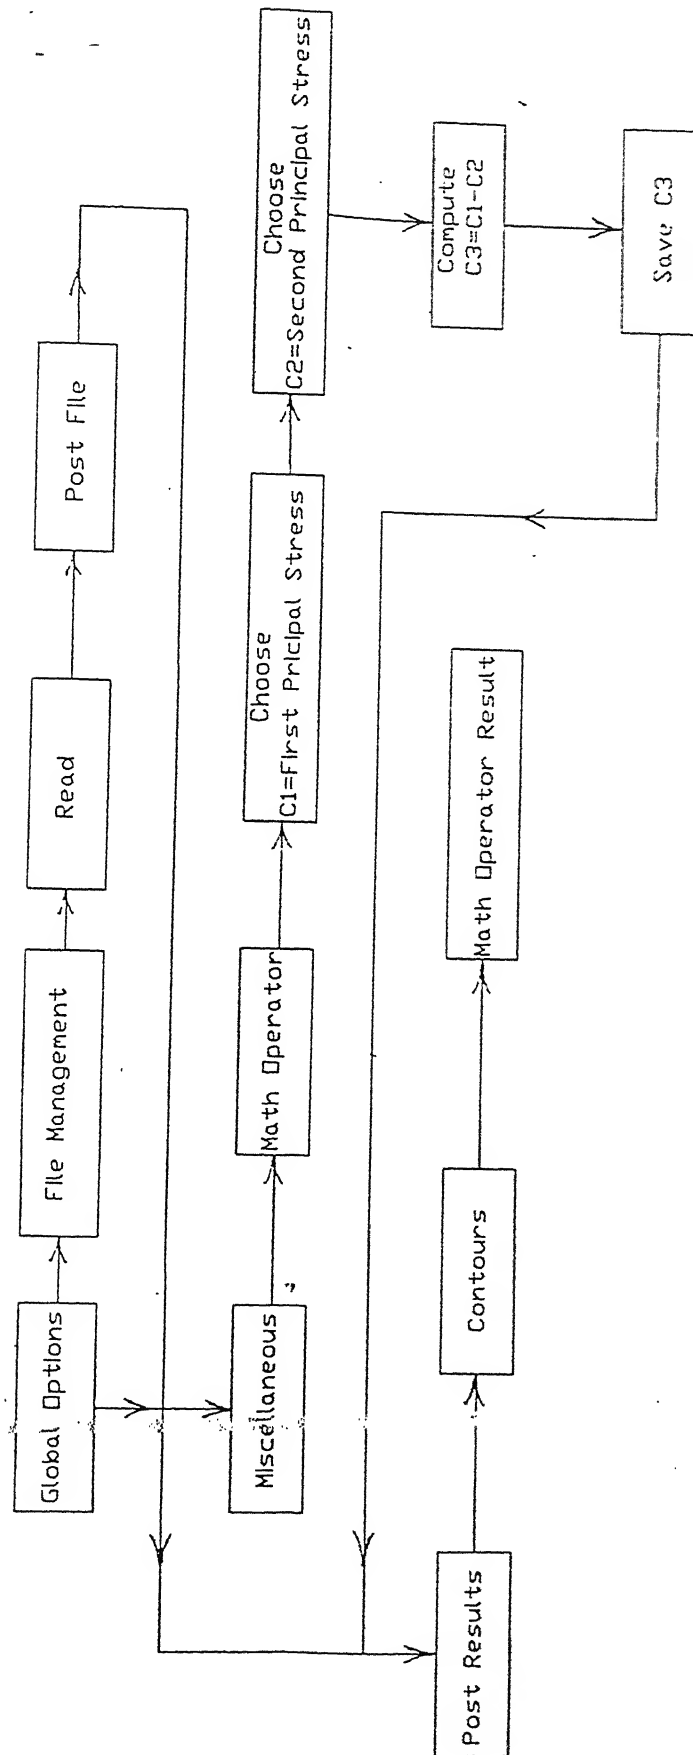 Global Options
File Management
Read
Post File
Miscellaneous
Math Operator
Choose
C1=First Pricipal Stress
Choose
C2=Second Principal Stress
Compute
C3=C1-C2
Save C3
Post Results
Contours
Math Operator Result